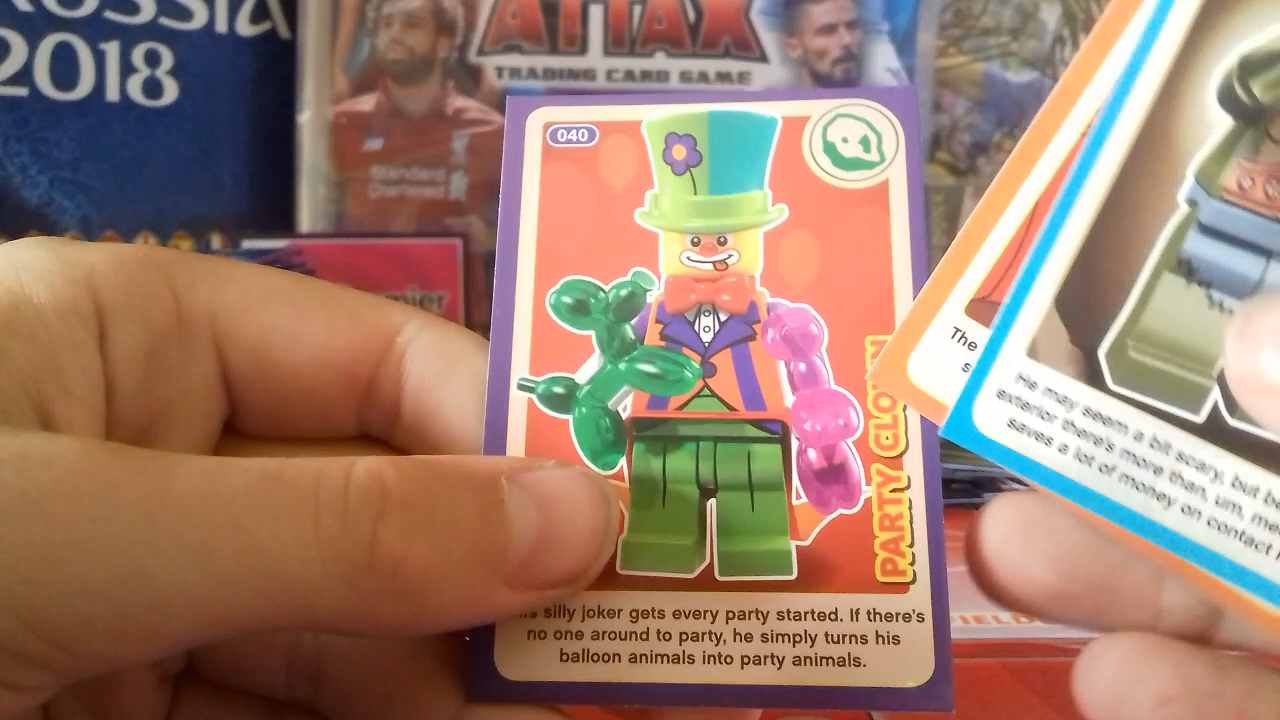 RUSSIA
2018
ATTAX
TRADING CARD GAME
Standard
Chartered
040
PARTY CLOWN
silly joker gets every party started. If there's
no one around to party, he simply turns his
balloon animals into party animals.
The
He may seem a bit scary, but
exterior there's more than, um,
saves a lot of money on contact